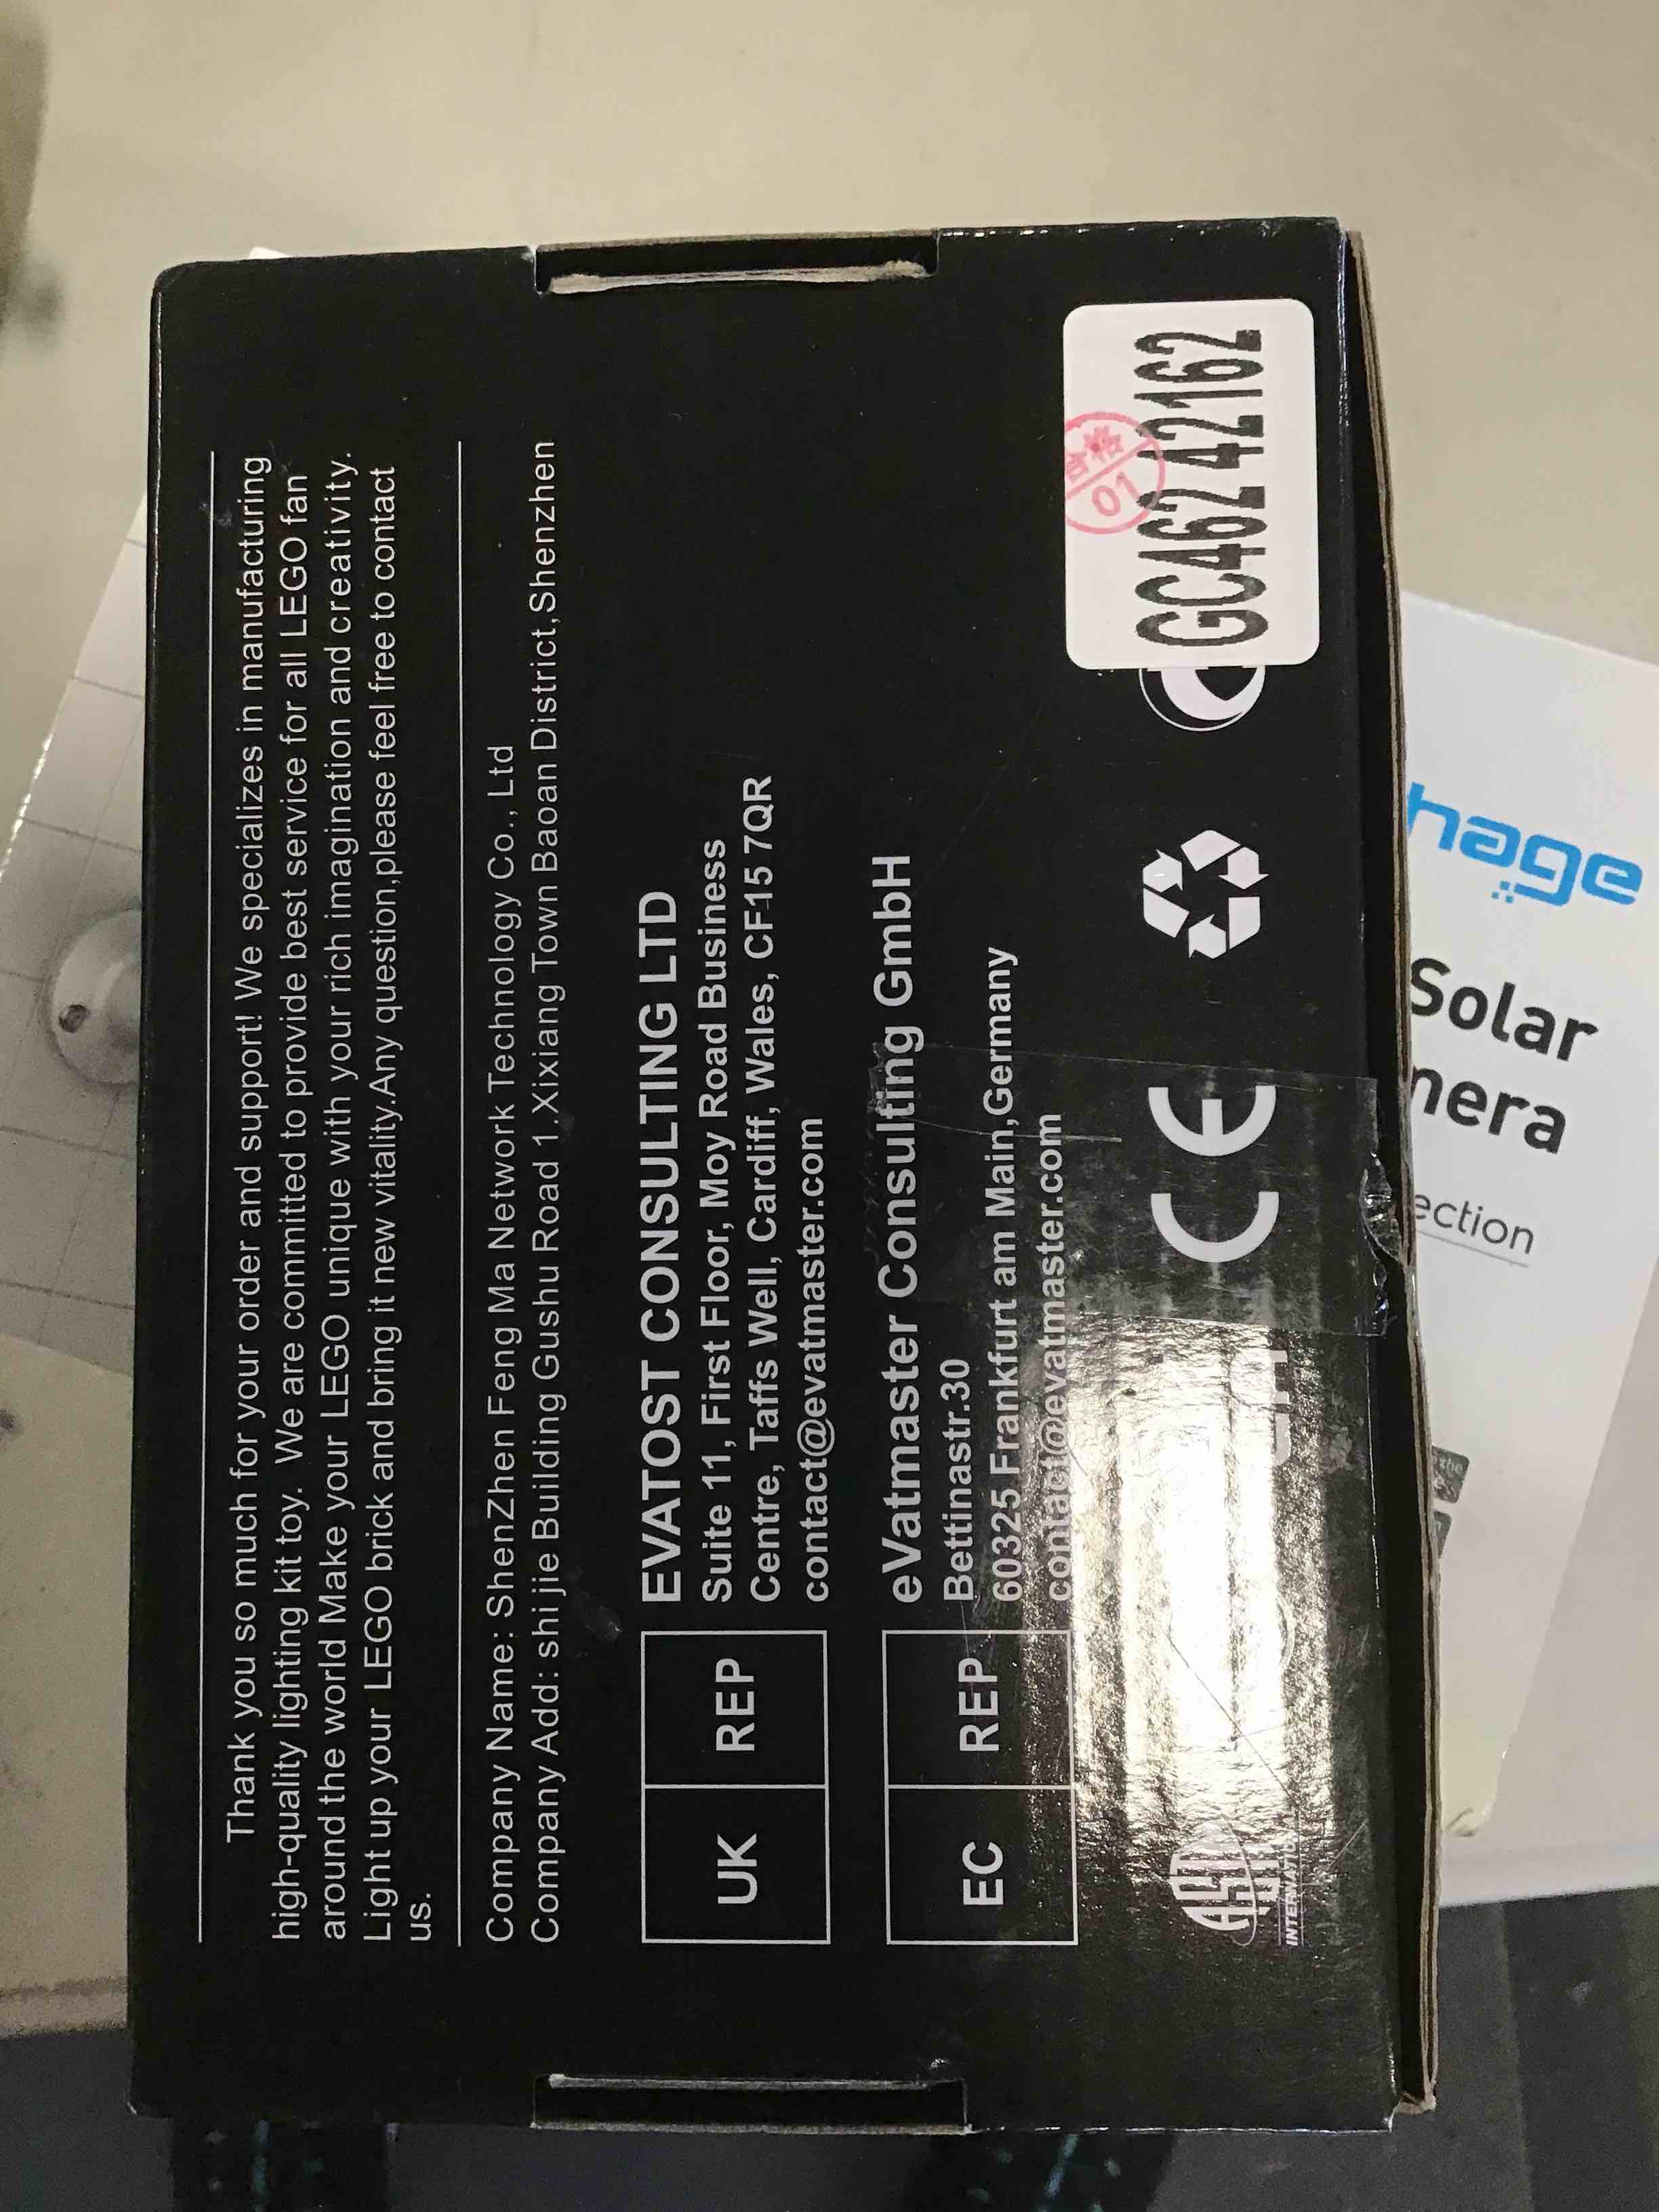 Thank you so much for your order and support! We specializes in manufacturing
high-quality lighting kit toy. We are committed to provide best service for all LEGO fan
around the world Make your LEGO unique with your rich imagination and creativity.
Light up your LEGO brick and bring it new vitality.Any question,please feel free to contact
us.
Company Name: ShenZhen Feng Ma Network Technology Co., Ltd
Company Add: shi jie Building Gushu Road 1.Xixiang Town Baoan District,Shenzhen
UK REP
EVATOST CONSULTING LTD
Suite 11, First Floor, Moy Road Business
Centre, Taffs Well, Cardiff, Wales, CF15 7QR
contact@evatmaster.com
EC REP
eVatmaster Consulting GmbH
Bettinastr.30
60325 Frankfurt am Main,Germany
contact@evatmaster.com
ASTM
INTERNATIONAL
CE
合格
01
GC462 42162
hage
Solar
nera
ection